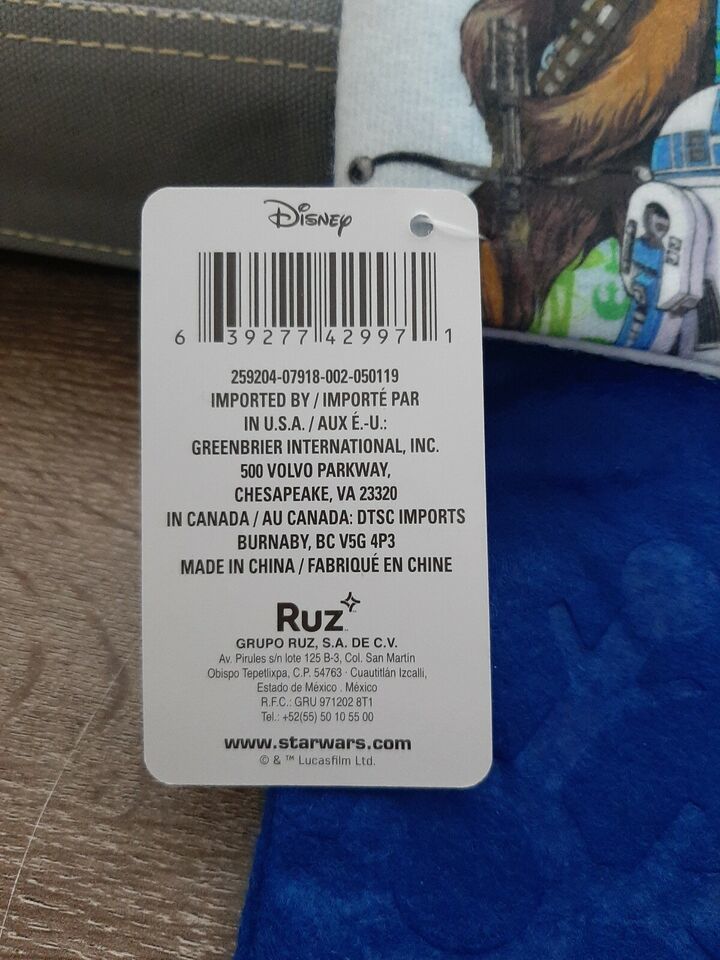 Disney
6 39277 42997 1
259204-07918-002-050119
IMPORTED BY / IMPORTÉ PAR
IN U.S.A. / AUX É.-U.:
GREENBRIER INTERNATIONAL, INC.
500 VOLVO PARKWAY,
CHESAPEAKE, VA 23320
IN CANADA / AU CANADA: DTSC IMPORTS
BURNABY, BC V5G 4P3
MADE IN CHINA / FABRIQUÉ EN CHINE
Ruz
GRUPO RUZ, S.A. DE C.V.
Av. Pirules s/n lote 125 B-3, Col. San Martin
Obispo Tepetlixpa, C.P. 54763 · Cuautitlán Izcalli,
Estado de México . México
R.F.C.: GRU 971202 8T1
Tel.: +52(55) 50 10 55 00
www.starwars.com
© & ™ Lucasfilm Ltd.